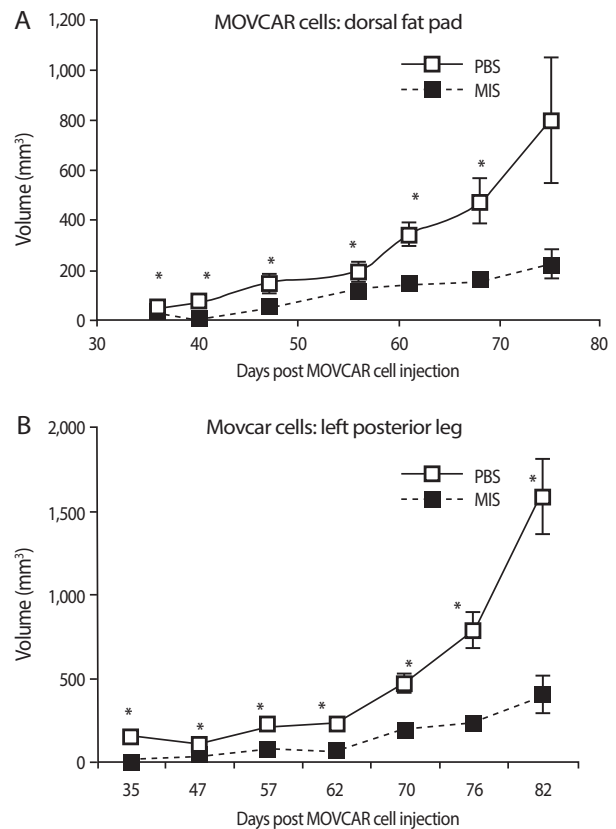 A
MOVCAR cells: dorsal fat pad
1,200
1,000
800
600
400
200
0
Volume (mm³)
PBS
MIS
* * * * * *
30 40 50 60 70 80
Days post MOVCAR cell injection
B
Movcar cells: left posterior leg
2,000
1,500
1,000
500
0
Volume (mm³)
PBS
MIS
* * * * * * *
35 47 57 62 70 76 82
Days post MOVCAR cell injection